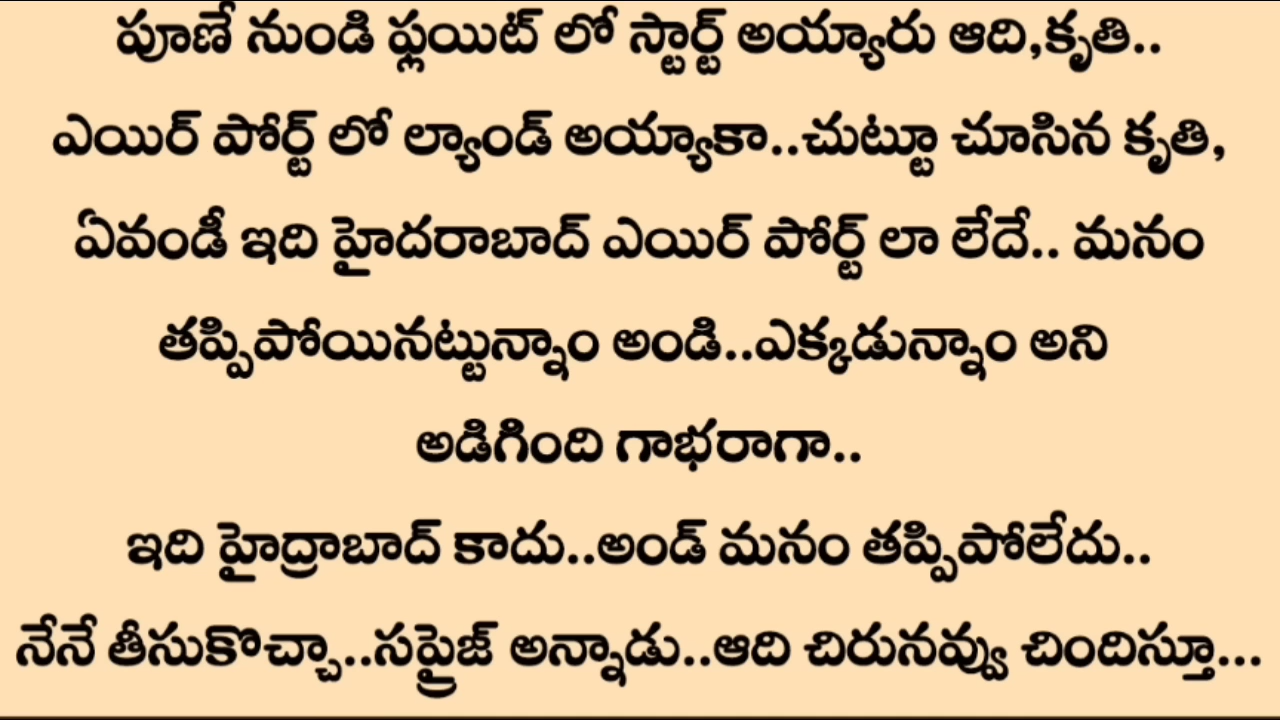 పూణే నుండి ఫ్లయిట్ లో స్టార్ట్ అయ్యారు ఆది,కృతి..
ఎయిర్ పోర్ట్ లో ల్యాండ్ అయ్యాకా..చుట్టూ చూసిన కృతి,
ఏవండీ ఇది హైదరాబాద్ ఎయిర్ పోర్ట్ లా లేదే.. మనం
తప్పిపోయినట్టున్నాం అండి..ఎక్కడున్నాం అని
అడిగింది గాభరాగా..
ఇది హైద్రాబాద్ కాదు..అండ్ మనం తప్పిపోలేదు..
నేనే తీసుకొచ్చా..సప్రైజ్ అన్నాడు..ఆది చిరునవ్వు చిందిస్తూ...